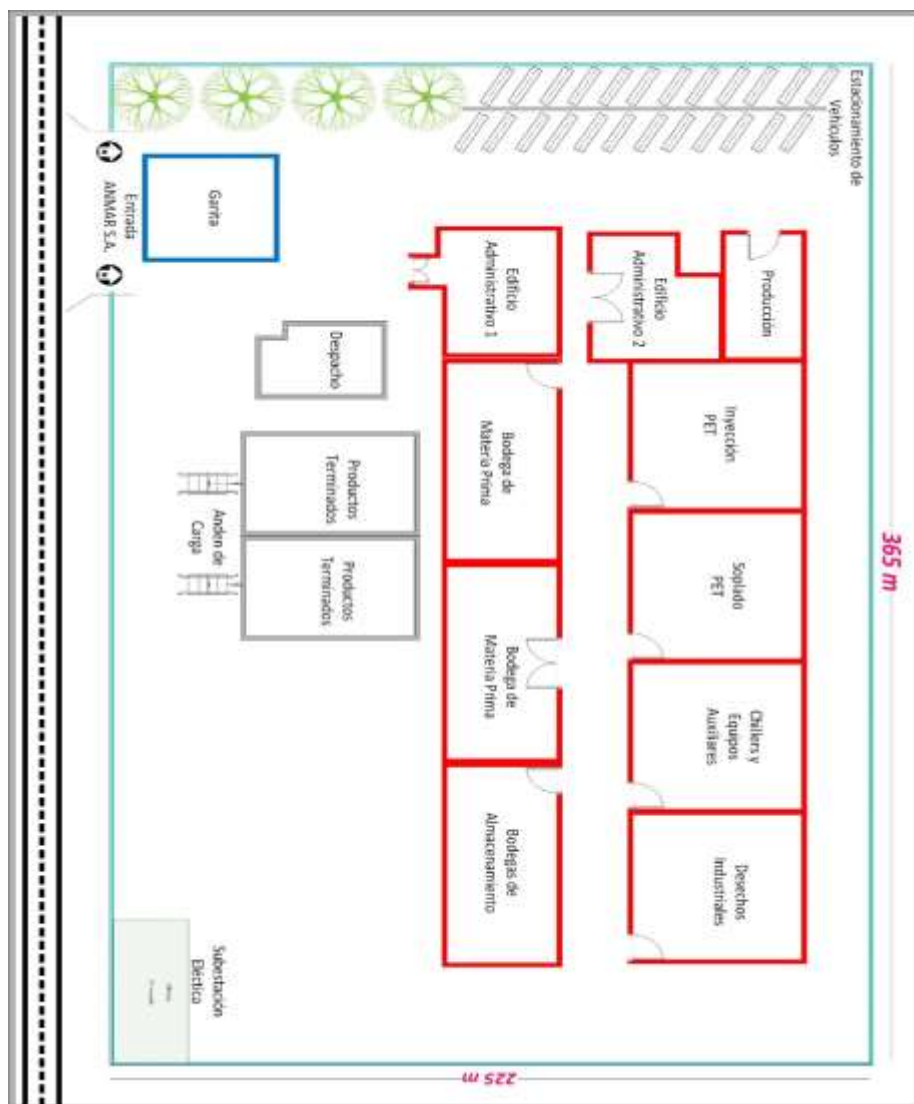 Estacionamiento de
Vehículos
Garita
Entrada
ANMAR S.A.
Edificio
Administrativo 1
Edificio
Administrativo 2
Producción
Despacho
Bodega de
Materia Prima
Inyección
PET
Productos
Terminados
Anden de
Carga
Productos
Terminados
Soplado
PET
365 m
Bodega de
Materia Prima
Chillers y
Equipos
Auxiliares
Bodegas de
Almacenamiento
Desechos
Industriales
Subestación
Eléctica
225 m